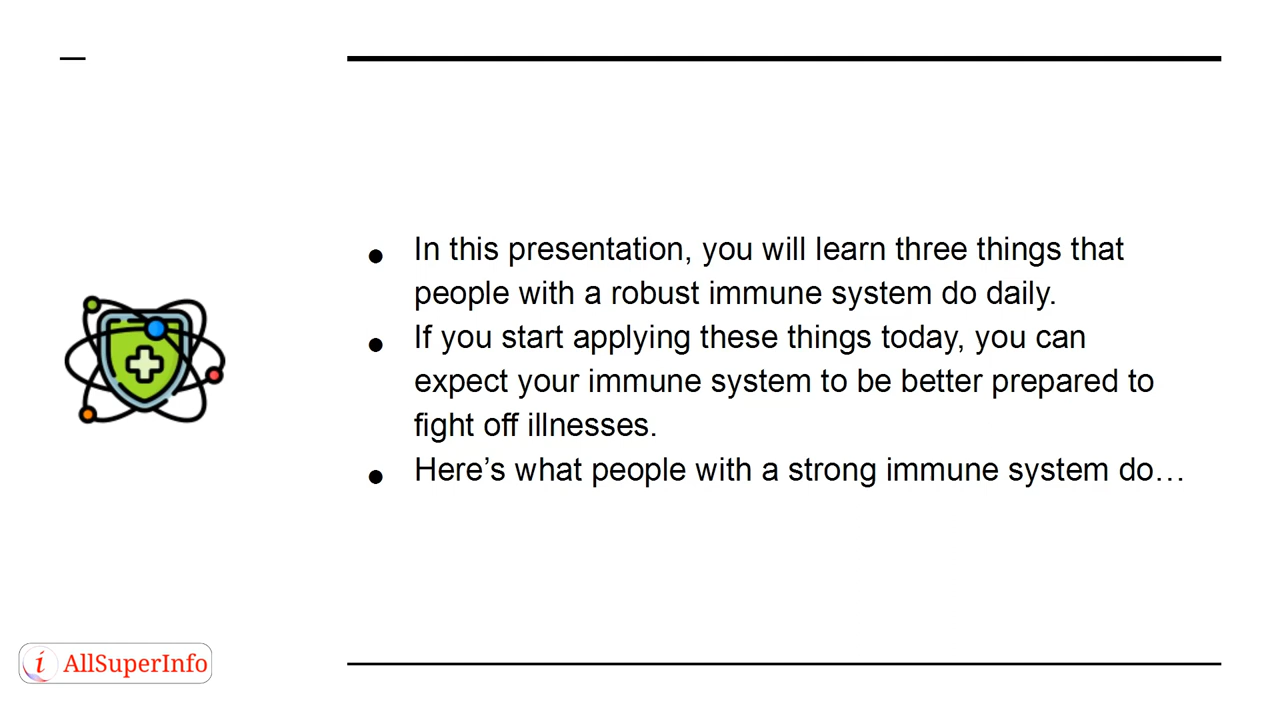 ● In this presentation, you will learn three things that
people with a robust immune system do daily.
● If you start applying these things today, you can
expect your immune system to be better prepared to
fight off illnesses.
● Here’s what people with a strong immune system do…
i AllSuperInfo